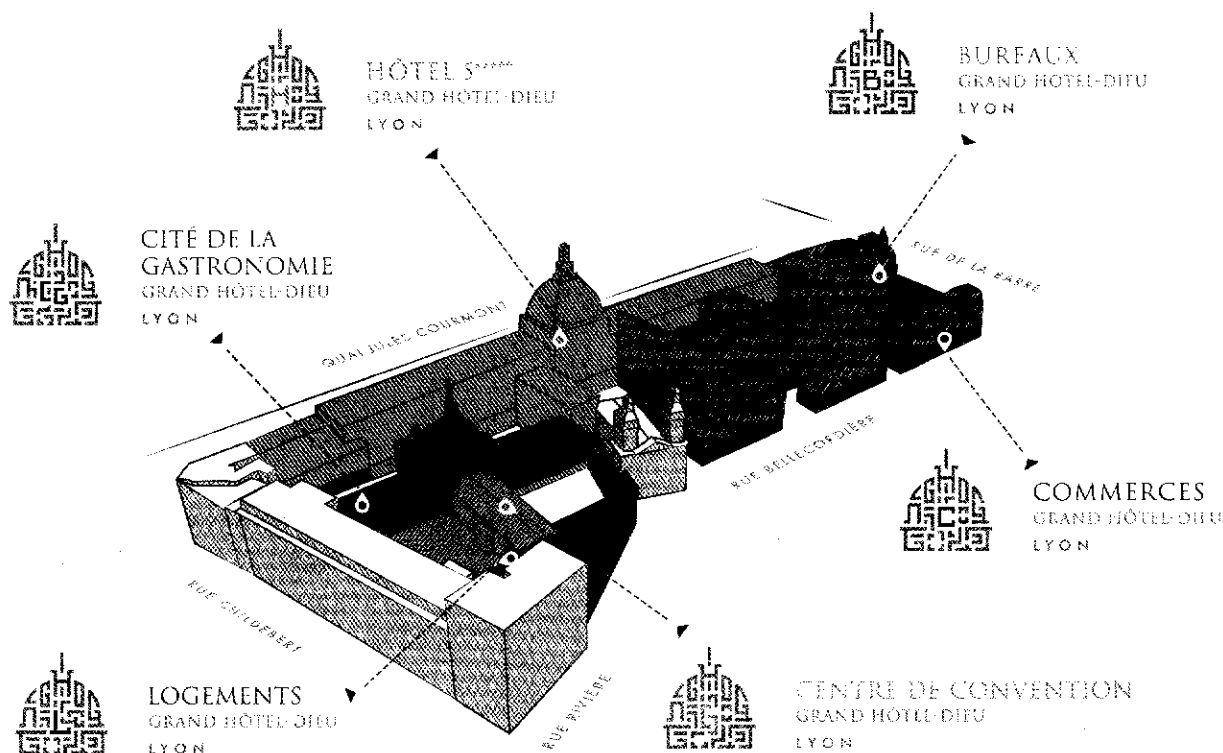 HÔTEL 5*****
GRAND HÔTEL-DIEU
LYON
BUREAUX
GRAND HÔTEL-DIEU
LYON
CITÉ DE LA
GASTRONOMIE
GRAND HÔTEL-DIEU
LYON
QUAI JULES COURMONT
RUE DE LA BARRE
RUE BELLECORDIÈRE
COMMERCES
GRAND HÔTEL-DIEU
LYON
RUE CHILDEBERT
RUE RIVIÈRE
LOGEMENTS
GRAND HÔTEL-DIEU
LYON
CENTRE DE CONVENTION
GRAND HÔTEL-DIEU
LYON